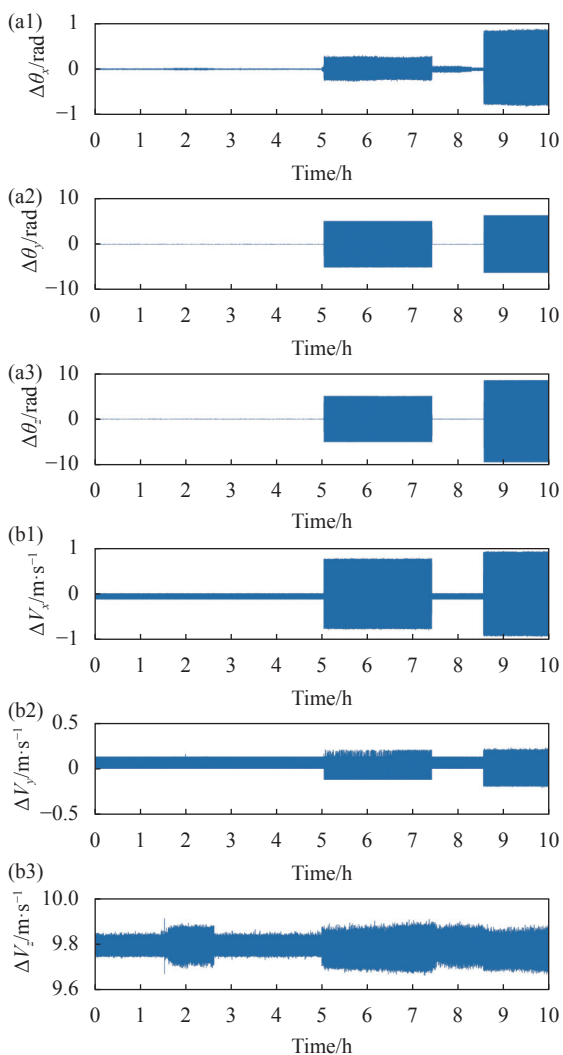 (a1)
1
0
−1
Δθx/rad
0 1 2 3 4 5 6 7 8 9 10
Time/h
(a2)
10
0
−10
Δθy/rad
0 1 2 3 4 5 6 7 8 9 10
Time/h
(a3)
10
0
−10
Δθz/rad
0 1 2 3 4 5 6 7 8 9 10
Time/h
(b1)
1
0
−1
ΔVx/m·s−1
0 1 2 3 4 5 6 7 8 9 10
Time/h
(b2)
0.5
0
−0.5
ΔVy/m·s−1
0 1 2 3 4 5 6 7 8 9 10
Time/h
(b3)
10.0
9.8
9.6
ΔVz/m·s−1
0 1 2 3 4 5 6 7 8 9 10
Time/h